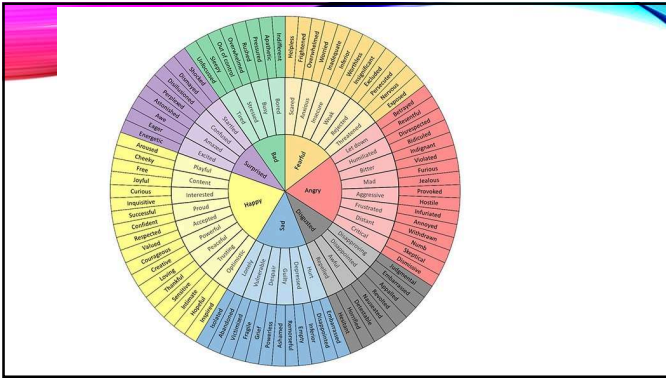 Fearful
Angry
Disgusted
Sad
Happy
Surprised
Bad
Scared
Anxious
Insecure
Weak
Rejected
Threatened
Let down
Humiliated
Bitter
Mad
Aggressive
Frustrated
Distant
Critical
Disapproving
Disappointed
Awful
Repelled
Hurt
Depressed
Guilty
Despair
Vulnerable
Lonely
Optimistic
Trusting
Peaceful
Powerful
Accepted
Proud
Interested
Content
Playful
Excited
Amazed
Confused
Startled
Tired
Stressed
Busy
Bored
Helpless
Frightened
Overwhelmed
Worried
Inadequate
Inferior
Worthless
Insignificant
Excluded
Persecuted
Nervous
Exposed
Betrayed
Resentful
Disrespected
Ridiculed
Indignant
Violated
Furious
Jealous
Provoked
Hostile
Infuriated
Annoyed
Withdrawn
Numb
Skeptical
Dismissive
Judgmental
Embarrassed
Appalled
Revolted
Nauseated
Detestable
Horrified
Hesitant
Embarrassed
Disappointed
Inferior
Empty
Remorseful
Ashamed
Powerless
Grief
Fragile
Victimized
Abandoned
Isolated
Inspired
Hopeful
Intimate
Sensitive
Thankful
Loving
Creative
Courageous
Valued
Respected
Confident
Successful
Inquisitive
Curious
Joyful
Free
Cheeky
Aroused
Energetic
Eager
Awe
Astonished
Perplexed
Disillusioned
Dismayed
Shocked
Unfocused
Sleepy
Out of control
Overwhelmed
Rushed
Pressured
Apathetic
Indifferent